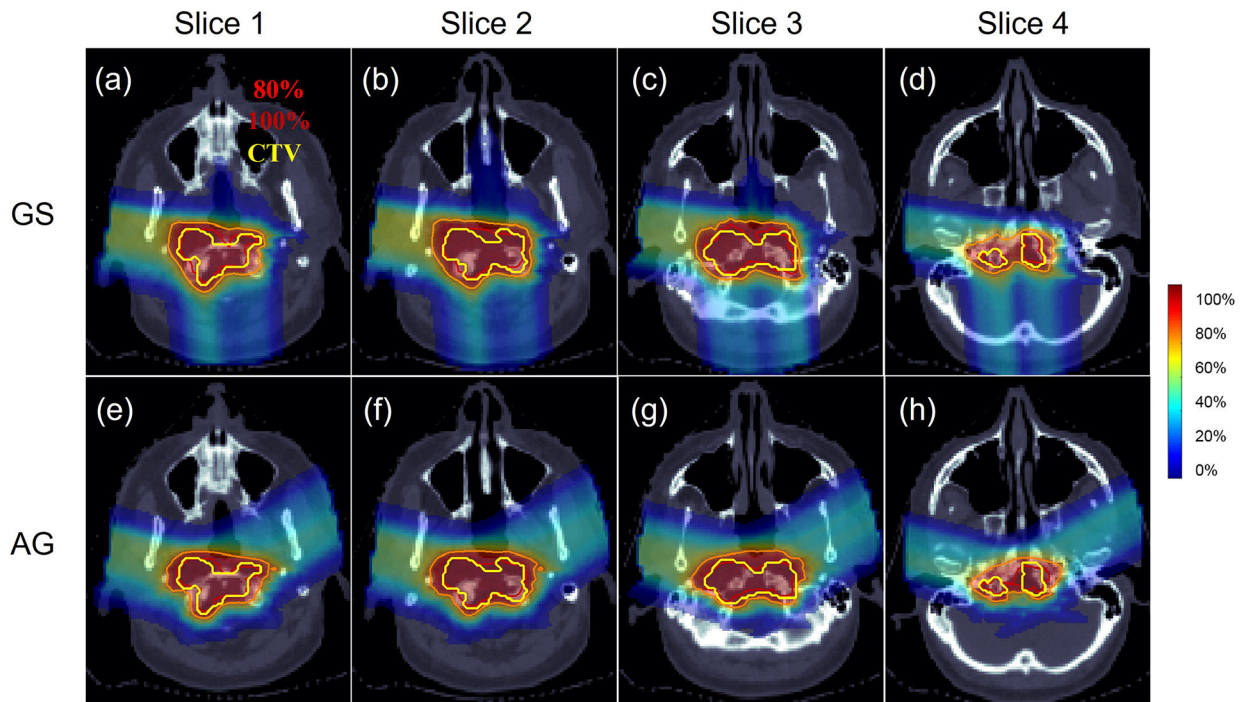 Slice 1 Slice 2 Slice 3 Slice 4
GS
(a) (b) (c) (d)
80%
100%
CTV
AG
(e) (f) (g) (h)
100%
80%
60%
40%
20%
0%